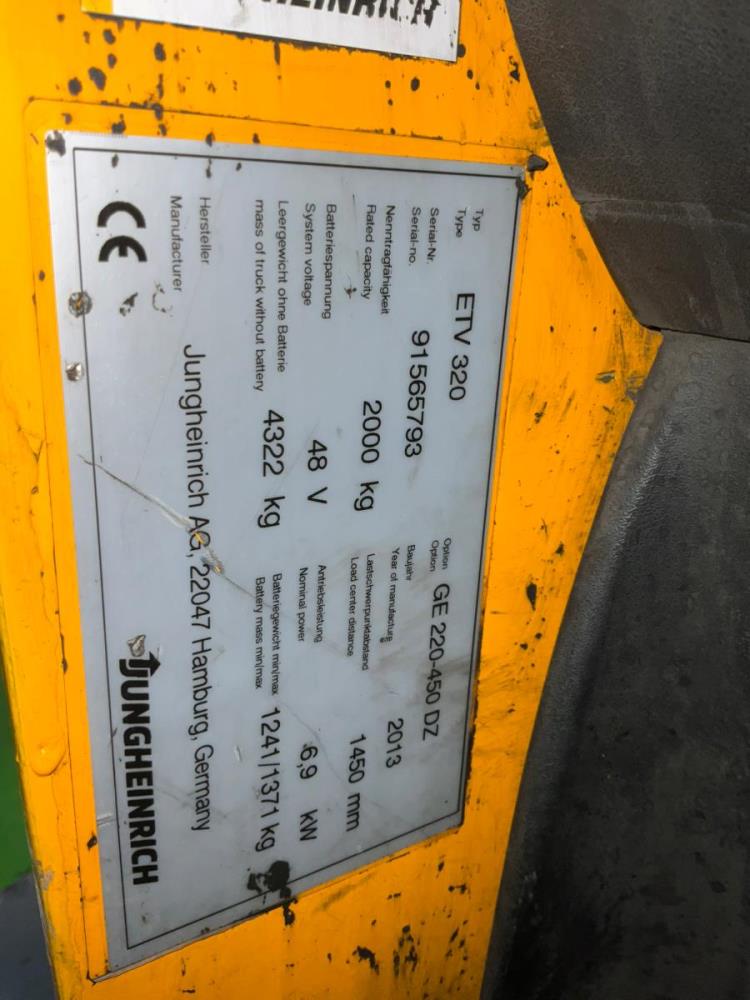 JUNGHEINRICH
Typ
Type ETV 320
Option
Option GE 220-450 DZ
Serial-Nr.
Serial-no. 91565793
Baujahr
Year of manufacture 2013
Nenntragfähigkeit
Rated capacity 2000 kg
Lastschwerpunktabstand
Load center distance 1450 mm
Batteriespannung
System voltage 48 V
Antriebsleistung
Nominal power 6,9 kW
Leergewicht ohne Batterie
mass of truck without battery 4322 kg
Batteriegewicht min/max
Battery mass min/max 1241/1371 kg
Hersteller
Manufacturer Jungheinrich AG, 22047 Hamburg, Germany
CE JUNGHEINRICH